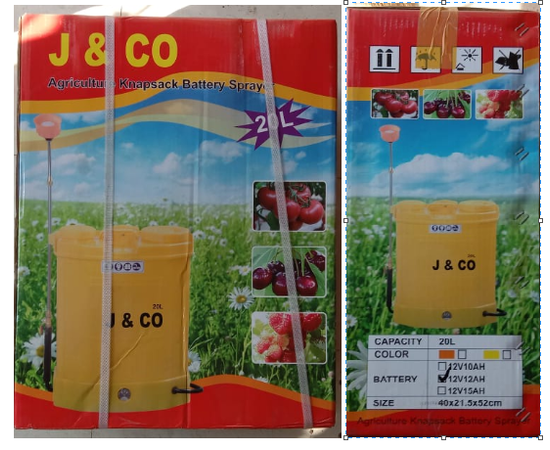 J & CO
Agriculture Knapsack Battery Sprayer
20L
20L
J & CO
J & CO
CAPACITY 20L
COLOR
BATTERY
12V10AH
12V12AH
12V15AH
SIZE 40x21.5x52cm
Agriculture Knapsack Battery Sprayer